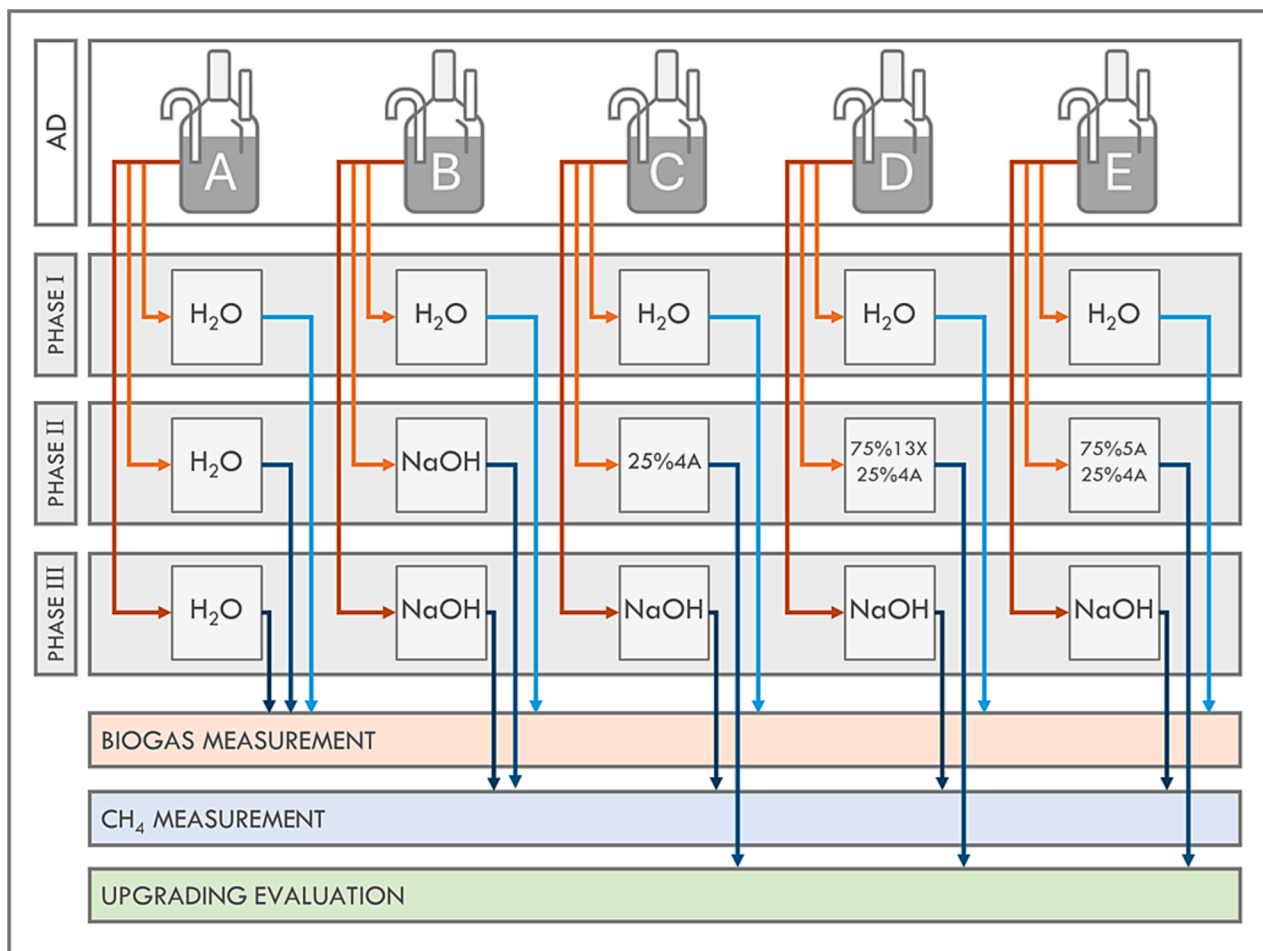 AD
A
B
C
D
E
PHASE I
H₂O
H₂O
H₂O
H₂O
H₂O
PHASE II
H₂O
NaOH
25%4A
75%13X
25%4A
75%5A
25%4A
PHASE III
H₂O
NaOH
NaOH
NaOH
NaOH
BIOGAS MEASUREMENT
CH₄ MEASUREMENT
UPGRADING EVALUATION